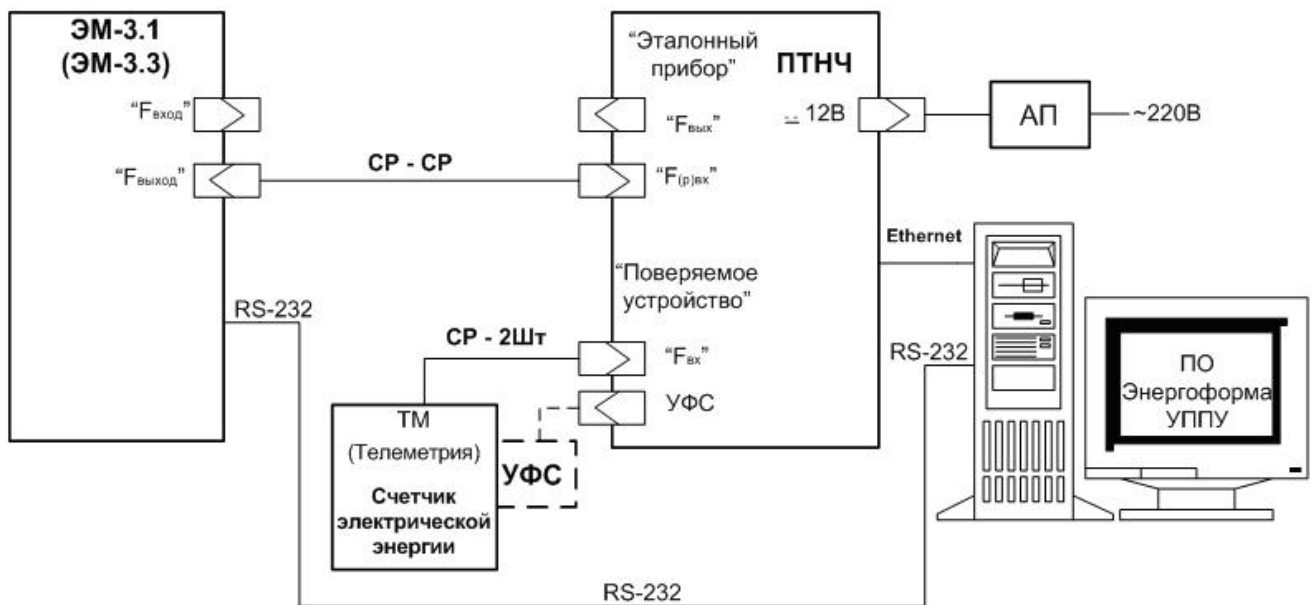 ЭМ-3.1
(ЭМ-3.3)
“Fвход”
“Fвыход”
СР - СР
“Эталонный
прибор”
ПТНЧ
“Fвых”
12В
“F(р)вх”
АП
~220В
Ethernet
“Поверяемое
устройство”
RS-232
СР - 2Шт
“Fвх”
УФС
RS-232
ТМ
(Телеметрия)
УФС
Счетчик
электрической
энергии
ПО
Энергоформа
УППУ
RS-232